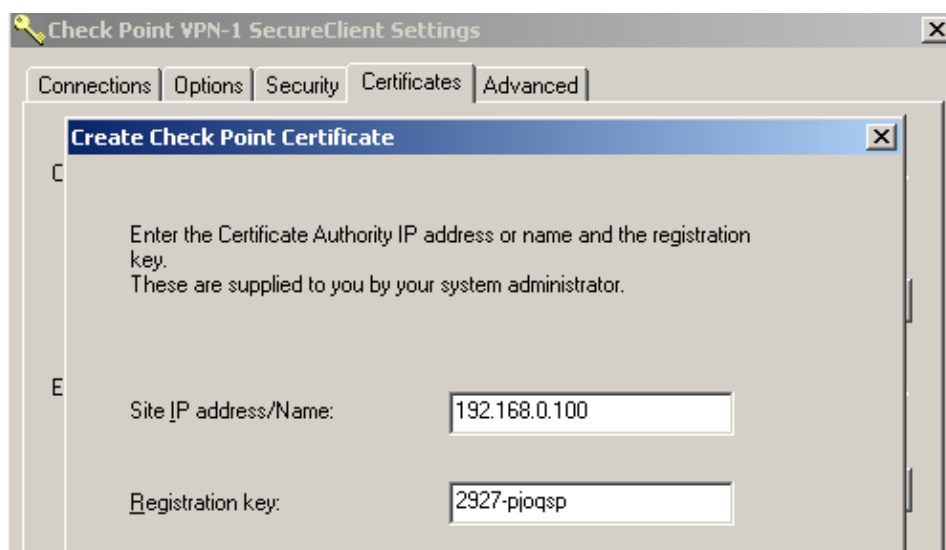 Check Point VPN-1 SecureClient Settings
Connections Options Security Certificates Advanced
Create Check Point Certificate
C
Enter the Certificate Authority IP address or name and the registration
key.
These are supplied to you by your system administrator.
E
Site IP address/Name: 192.168.0.100
Registration key: 2927-pjoqsp